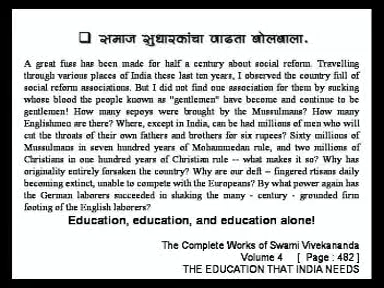 ❑ समाज सुधारकांचा वाढता बोलबाला.
A great fuss has been made for half a century about social reform. Travelling
through various places of India these last ten years, I observed the country full of
social reform associations. But I did not find one association for them by sucking
whose blood the people known as "gentlemen" have become and continue to be
gentlemen! How many sepoys were brought by the Mussulmans? How many
Englishmen are there? Where, except in India, can be had millions of men who will
cut the throats of their own fathers and brothers for six rupees? Sixty millions of
Mussulmans in seven hundred years of Mohammedan rule, and two millions of
Christians in one hundred years of Christian rule -- what makes it so? Why has
originality entirely forsaken the country? Why are our deft – fingered rtisans daily
becoming extinct, unable to compete with the Europeans? By what power again has
the German laborers succeeded in shaking the many - century - grounded firm
footing of the English laborers?
Education, education, and education alone!
The Complete Works of Swami Vivekananda
Volume 4 [ Page : 482 ]
THE EDUCATION THAT INDIA NEEDS